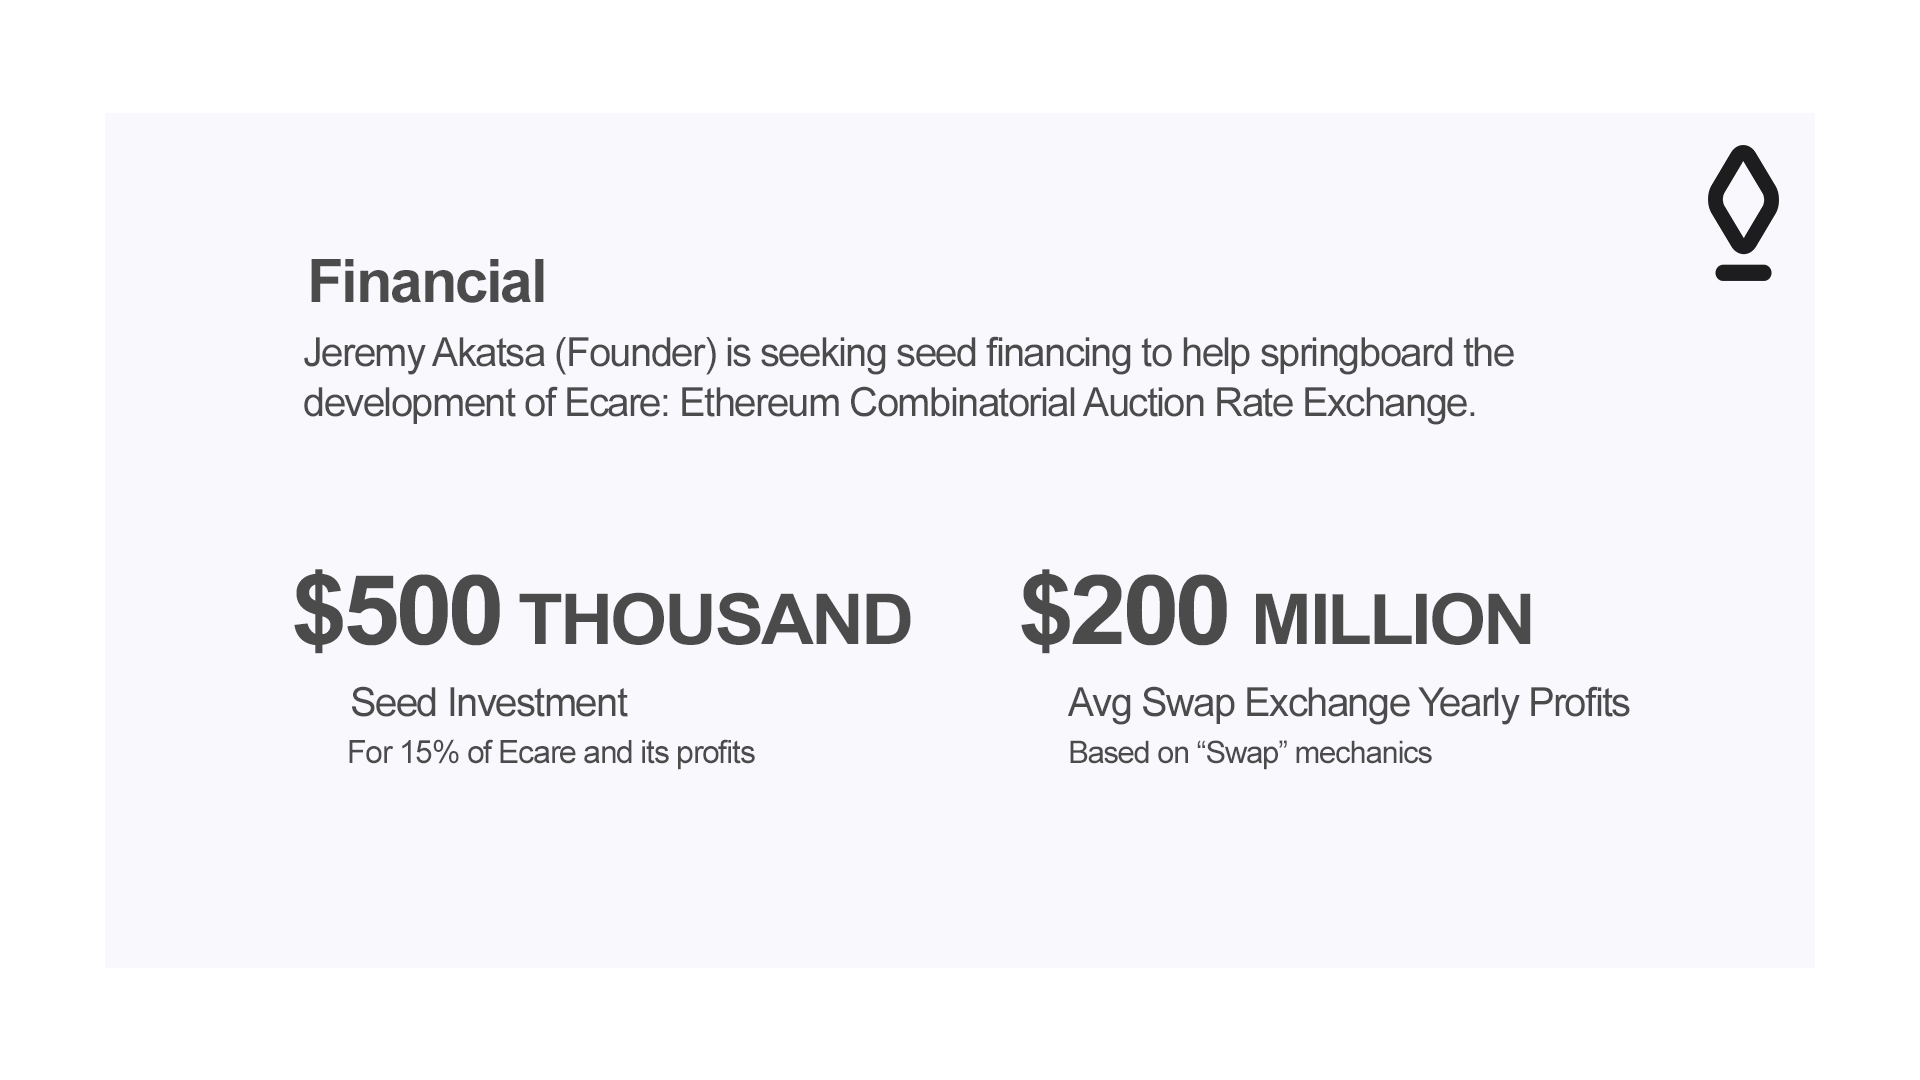 Financial
Jeremy Akatsa (Founder) is seeking seed financing to help springboard the
development of Ecare: Ethereum Combinatorial Auction Rate Exchange.
$500 THOUSAND
Seed Investment
For 15% of Ecare and its profits
$200 MILLION
Avg Swap Exchange Yearly Profits
Based on “Swap” mechanics